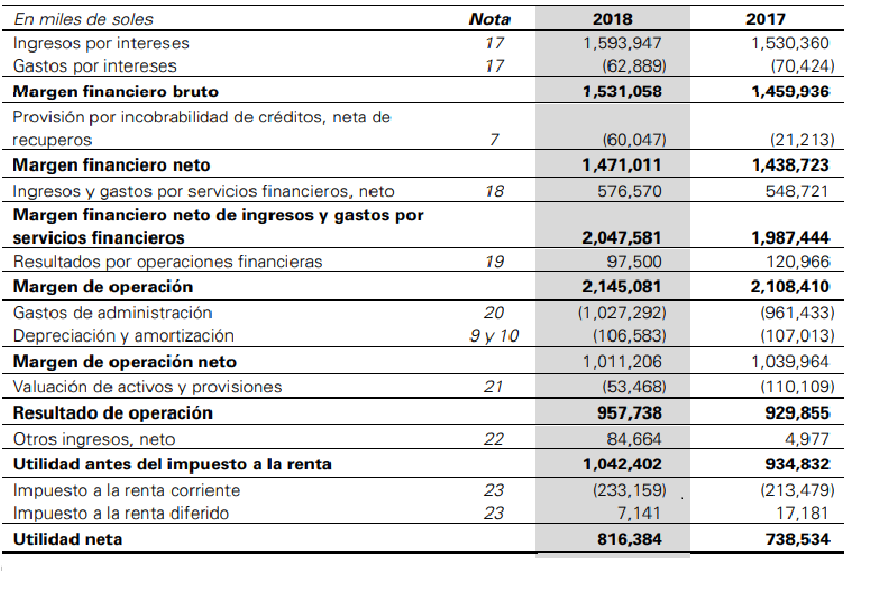 En miles de soles Nota 2018 2017
Ingresos por intereses 17 1,593,947 1,530,360
Gastos por intereses 17 (62,889) (70,424)
Margen financiero bruto 1,531,058 1,459,936
Provisión por incobrabilidad de créditos, neta de
recuperos 7 (60,047) (21,213)
Margen financiero neto 1,471,011 1,438,723
Ingresos y gastos por servicios financieros, neto 18 576,570 548,721
Margen financiero neto de ingresos y gastos por
servicios financieros 2,047,581 1,987,444
Resultados por operaciones financieras 19 97,500 120,966
Margen de operación 2,145,081 2,108,410
Gastos de administración 20 (1,027,292) (961,433)
Depreciación y amortización 9 y 10 (106,583) (107,013)
Margen de operación neto 1,011,206 1,039,964
Valuación de activos y provisiones 21 (53,468) (110,109)
Resultado de operación 957,738 929,855
Otros ingresos, neto 22 84,664 4,977
Utilidad antes del impuesto a la renta 1,042,402 934,832
Impuesto a la renta corriente 23 (233,159) (213,479)
Impuesto a la renta diferido 23 7,141 17,181
Utilidad neta 816,384 738,534